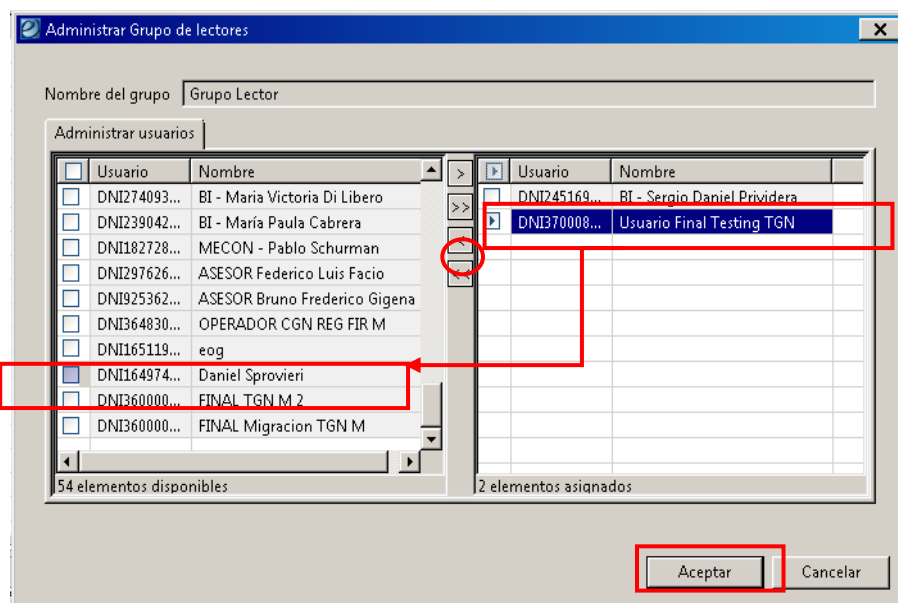 Administrar Grupo de lectores
Nombre del grupo Grupo Lector
Administrar usuarios
Usuario Nombre
DNI274093... BI - Maria Victoria Di Libero
DNI239042... BI - María Paula Cabrera
DNI182728... MECON - Pablo Schurman
DNI297626... ASESOR Federico Luis Facio
DNI925362... ASESOR Bruno Frederico Gigena
DNI364830... OPERADOR CGN REG FIR M
DNI165119... eog
DNI164974... Daniel Sprovieri
DNI360000... FINAL TGN M 2
DNI360000... FINAL Migracion TGN M
54 elementos disponibles
>
>>
<
<<
Usuario Nombre
DNI245169... BI - Sergio Daniel Prividera
DNI370008... Usuario Final Testing TGN
2 elementos asignados
Aceptar Cancelar